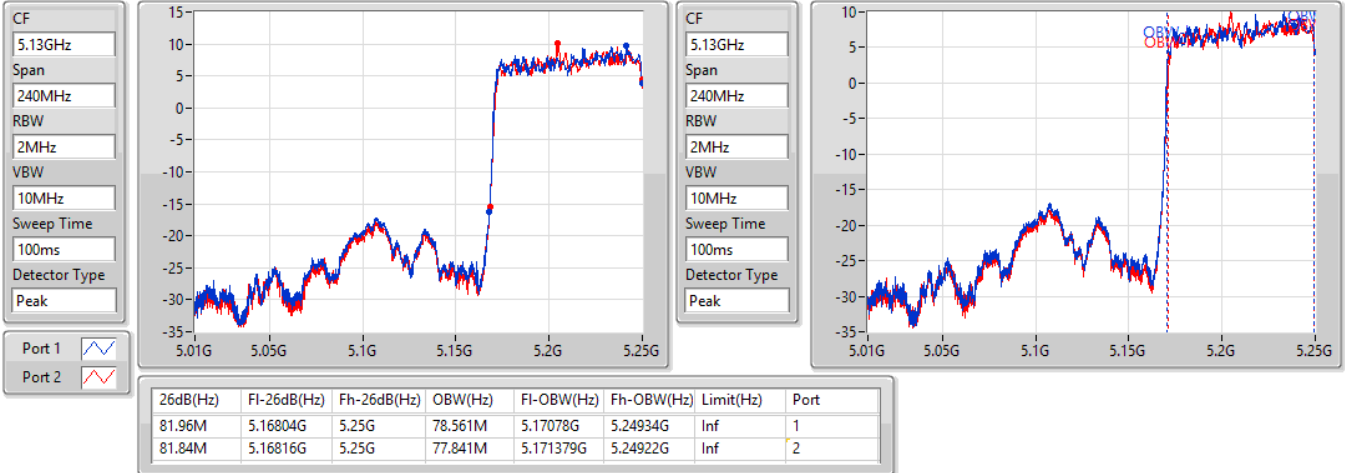 CF
5.13GHz
Span
240MHz
RBW
2MHz
VBW
10MHz
Sweep Time
100ms
Detector Type
Peak
Port 1
Port 2
15
10
5
0
-5
-10
-15
-20
-25
-30
-35
5.01G 5.05G 5.1G 5.15G 5.2G 5.25G
CF
5.13GHz
Span
240MHz
RBW
2MHz
VBW
10MHz
Sweep Time
100ms
Detector Type
Peak
10
5
0
-5
-10
-15
-20
-25
-30
-35
5.01G 5.05G 5.1G 5.15G 5.2G 5.25G
26dB(Hz) Fl-26dB(Hz) Fh-26dB(Hz) OBW(Hz) Fl-OBW(Hz) Fh-OBW(Hz) Limit(Hz) Port
81.96M 5.16804G 5.25G 78.561M 5.17078G 5.24934G Inf 1
81.84M 5.16816G 5.25G 77.841M 5.171379G 5.24922G Inf 2